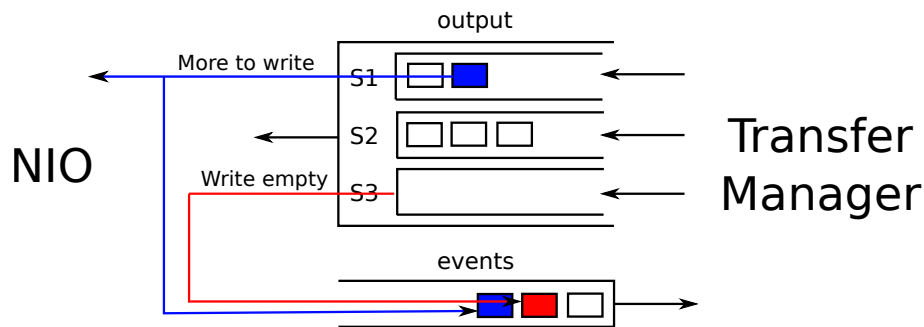 output
More to write
S1
S2
NIO
Transfer
Manager
Write empty
S3
events